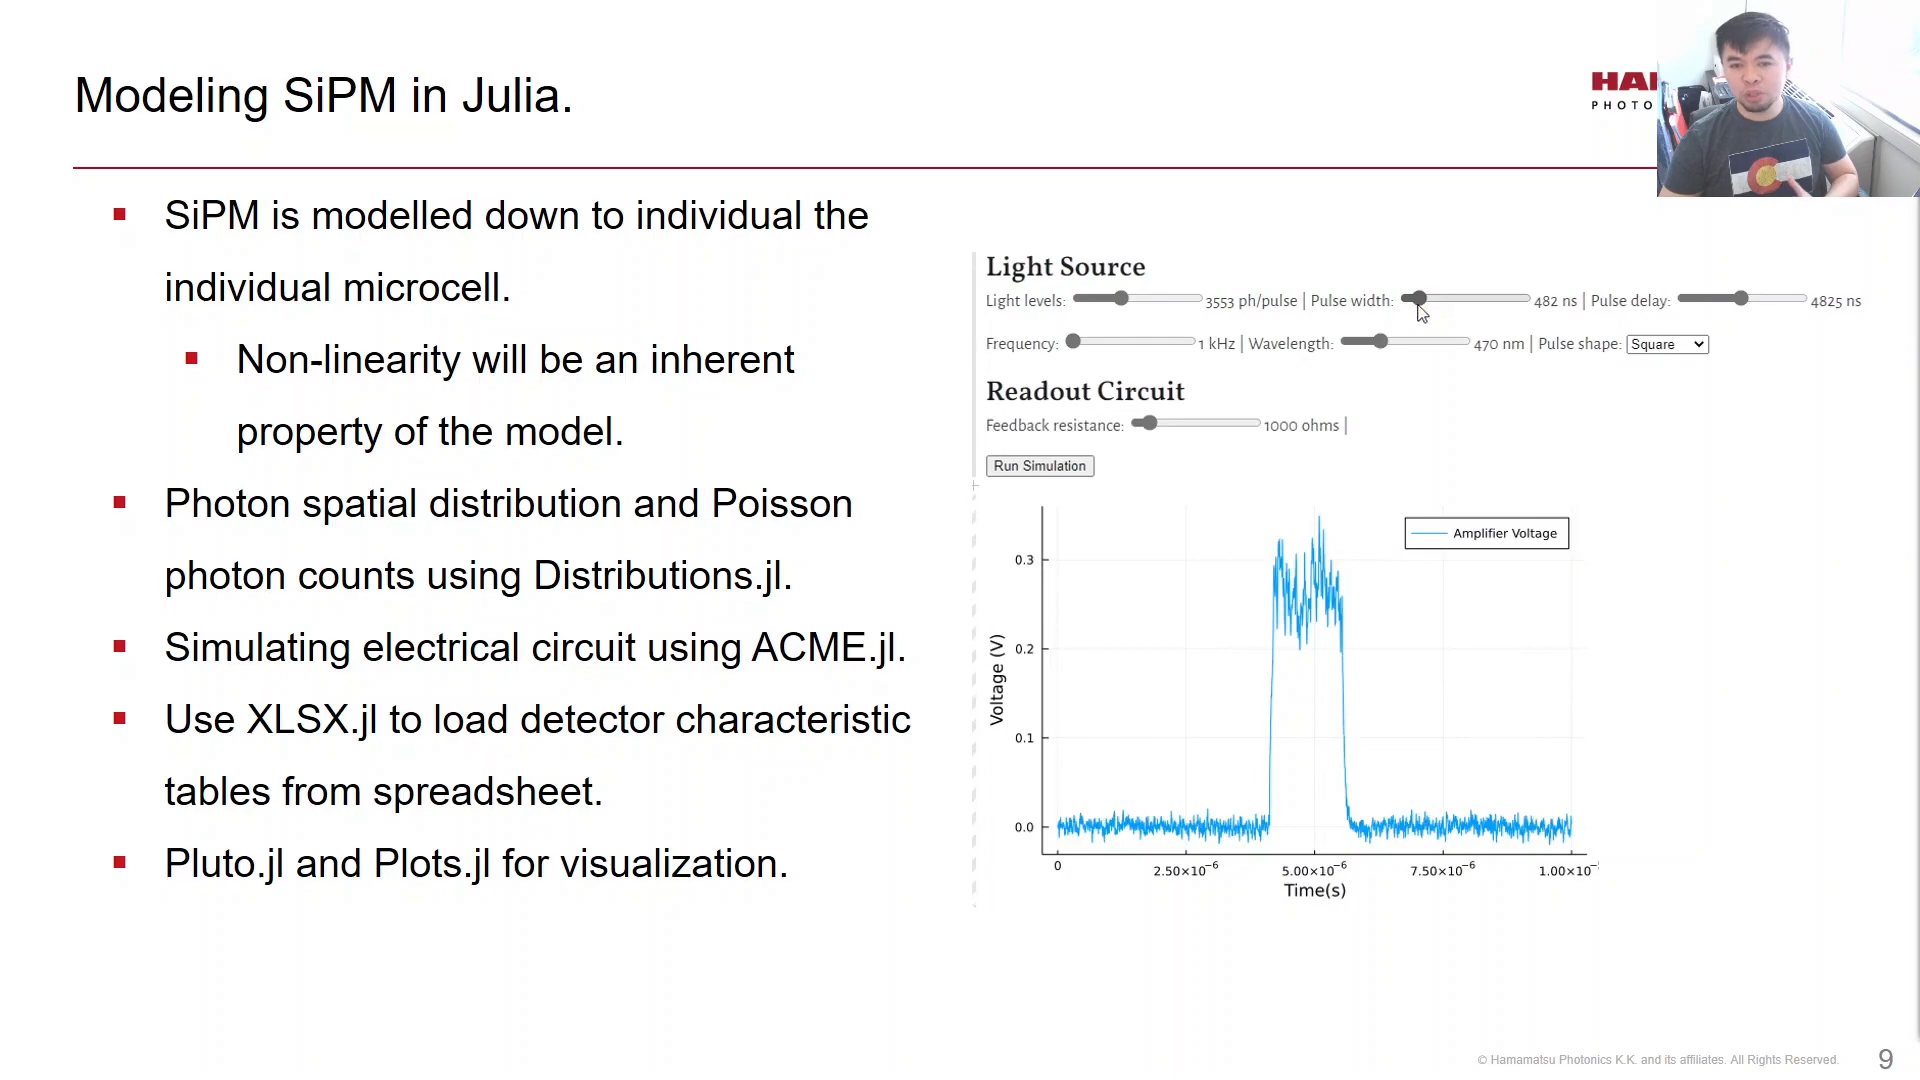 Modeling SiPM in Julia.
HA
PHOTO
SiPM is modelled down to individual the
individual microcell.
Non-linearity will be an inherent
property of the model.
Photon spatial distribution and Poisson
photon counts using Distributions.jl.
Simulating electrical circuit using ACME.jl.
Use XLSX.jl to load detector characteristic
tables from spreadsheet.
Pluto.jl and Plots.jl for visualization.
Light Source
Light levels: 3553 ph/pulse | Pulse width: 482 ns | Pulse delay: 4825 ns
Frequency: 1 kHz | Wavelength: 470 nm | Pulse shape: Square
Readout Circuit
Feedback resistance: 1000 ohms |
Run Simulation
Amplifier Voltage
0.3
0.2
0.1
0.0
Voltage (V)
0 2.50×10⁻⁶ 5.00×10⁻⁶ 7.50×10⁻⁶ 1.00×10⁻
Time(s)
© Hamamatsu Photonics K.K. and its affiliates. All Rights Reserved.
9